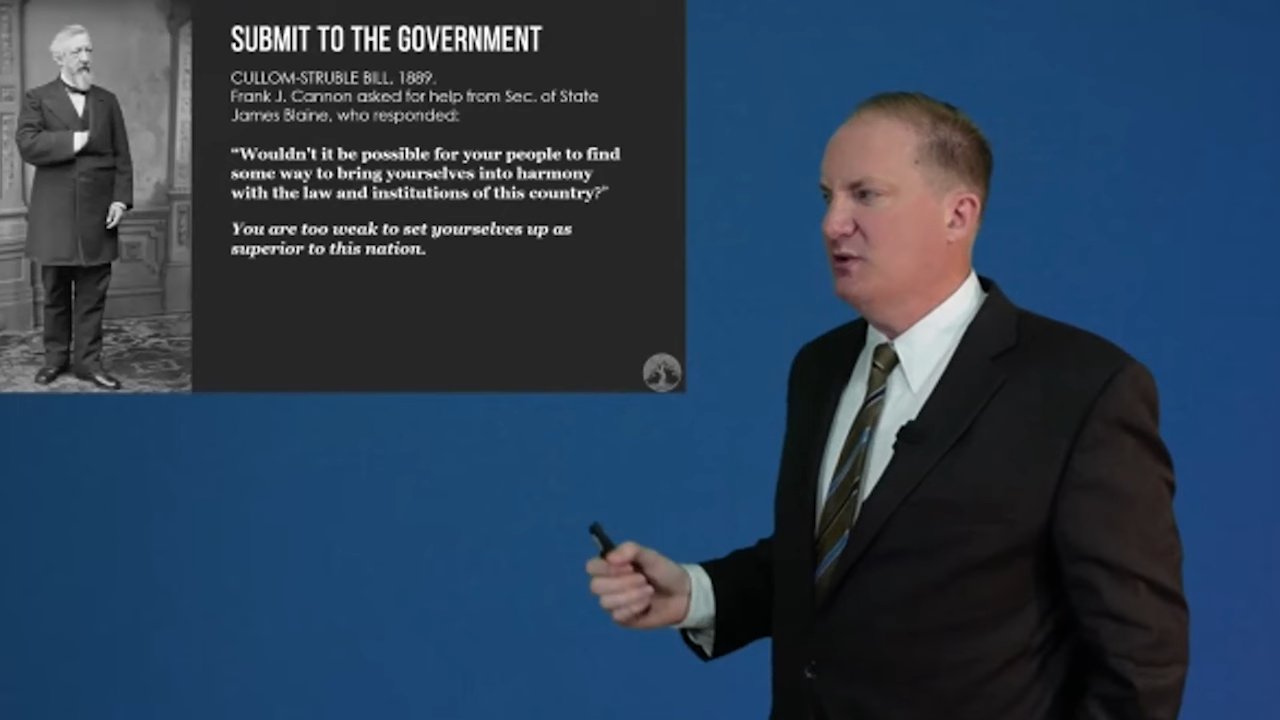 SUBMIT TO THE GOVERNMENT
CULLOM-STRUBLE BILL, 1889.
Frank J. Cannon asked for help from Sec. of State
James Blaine, who responded:
“Wouldn't it be possible for your people to find
some way to bring yourselves into harmony
with the law and institutions of this country?”
You are too weak to set yourselves up as
superior to this nation.